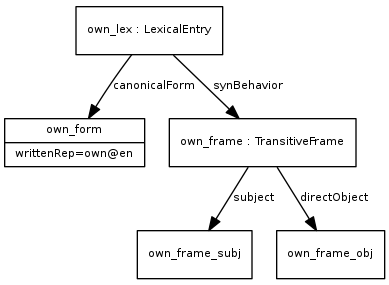 own_lex : LexicalEntry
canonicalForm
synBehavior
own_form
writtenRep=own@en
own_frame : TransitiveFrame
subject
directObject
own_frame_subj
own_frame_obj